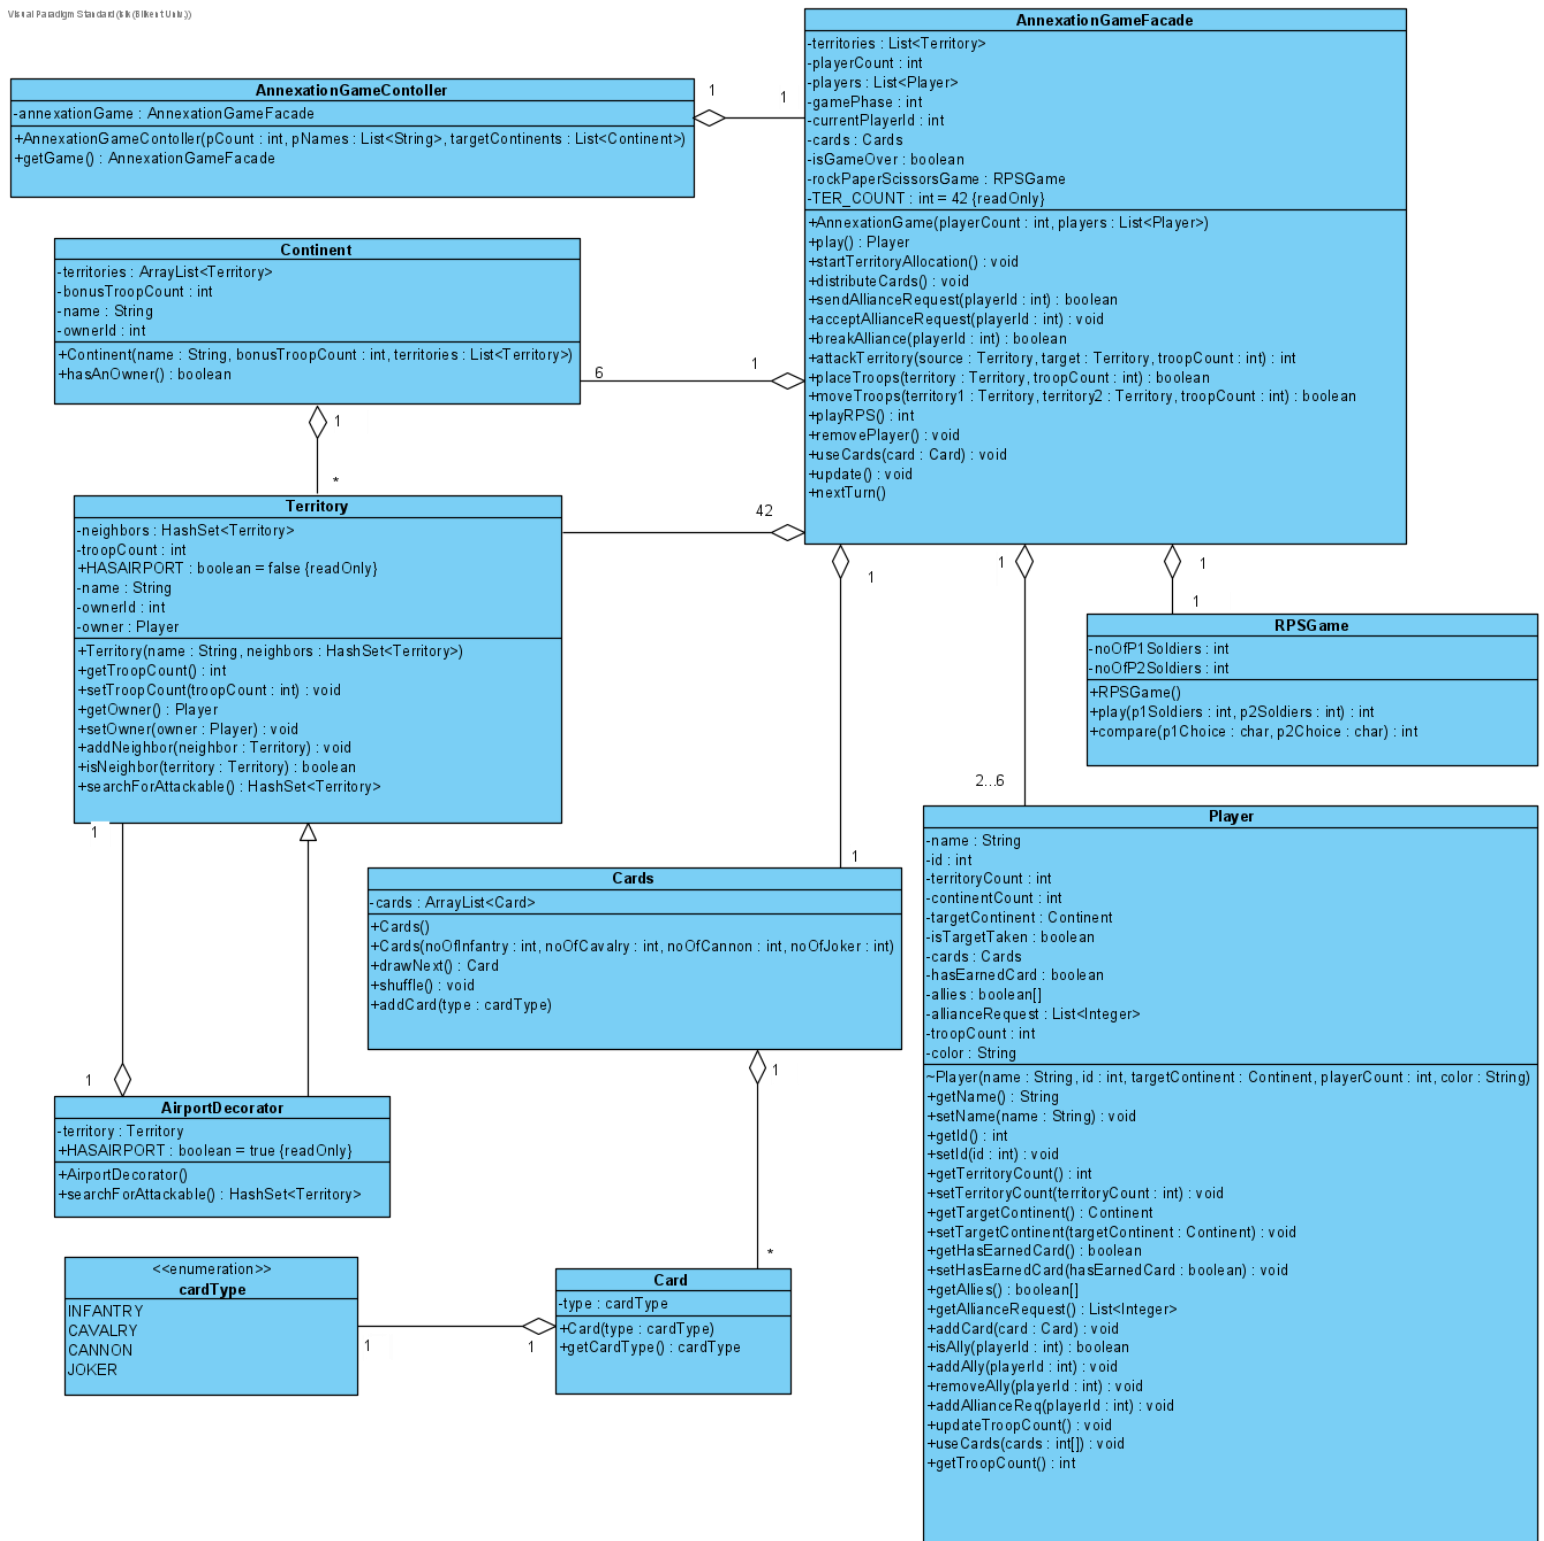 Visual Paradigm Standard(Isik(Bilkent Univ.))
AnnexationGameContoller
-annexationGame : AnnexationGameFacade
+AnnexationGameContoller(pCount : int, pNames : List<String>, targetContinents : List<Continent>)
+getGame() : AnnexationGameFacade
1
1
AnnexationGameFacade
-territories : List<Territory>
-playerCount : int
-players : List<Player>
-gamePhase : int
-currentPlayerId : int
-cards : Cards
-isGameOver : boolean
-rockPaperScissorsGame : RPSGame
-TER_COUNT : int = 42 {readOnly}
+AnnexationGame(playerCount : int, players : List<Player>)
+play() : Player
+startTerritoryAllocation() : void
+distributeCards() : void
+sendAllianceRequest(playerId : int) : boolean
+acceptAllianceRequest(playerId : int) : void
+breakAlliance(playerId : int) : boolean
+attackTerritory(source : Territory, target : Territory, troopCount : int) : int
+placeTroops(territory : Territory, troopCount : int) : boolean
+moveTroops(territory1 : Territory, territory2 : Territory, troopCount : int) : boolean
+playRPS() : int
+removePlayer() : void
+useCards(card : Card) : void
+update() : void
+nextTurn()
Continent
-territories : ArrayList<Territory>
-bonusTroopCount : int
-name : String
-ownerId : int
+Continent(name : String, bonusTroopCount : int, territories : List<Territory>)
+hasAnOwner() : boolean
6
1
1
*
42
Territory
-neighbors : HashSet<Territory>
-troopCount : int
+HASAIRPORT : boolean = false {readOnly}
-name : String
-ownerId : int
-owner : Player
+Territory(name : String, neighbors : HashSet<Territory>)
+getTroopCount() : int
+setTroopCount(troopCount : int) : void
+getOwner() : Player
+setOwner(owner : Player) : void
+addNeighbor(neighbor : Territory) : void
+isNeighbor(territory : Territory) : boolean
+searchForAttackable() : HashSet<Territory>
1
1
1
1
1
RPSGame
-noOfP1Soldiers : int
-noOfP2Soldiers : int
+RPSGame()
+play(p1Soldiers : int, p2Soldiers : int) : int
+compare(p1Choice : char, p2Choice : char) : int
2...6
1
Cards
-cards : ArrayList<Card>
+Cards()
+Cards(noOfInfantry : int, noOfCavalry : int, noOfCannon : int, noOfJoker : int)
+drawNext() : Card
+shuffle() : void
+addCard(type : cardType)
1
*
1
AirportDecorator
-territory : Territory
+HASAIRPORT : boolean = true {readOnly}
+AirportDecorator()
+searchForAttackable() : HashSet<Territory>
<<enumeration>>
cardType
INFANTRY
CAVALRY
CANNON
JOKER
1
1
Card
-type : cardType
+Card(type : cardType)
+getCardType() : cardType
Player
-name : String
-id : int
-territoryCount : int
-continentCount : int
-targetContinent : Continent
-isTargetTaken : boolean
-cards : Cards
-hasEarnedCard : boolean
-allies : boolean[]
-allianceRequest : List<Integer>
-troopCount : int
-color : String
~Player(name : String, id : int, targetContinent : Continent, playerCount : int, color : String)
+getName() : String
+setName(name : String) : void
+getId() : int
+setId(id : int) : void
+getTerritoryCount() : int
+setTerritoryCount(territoryCount : int) : void
+getTargetContinent() : Continent
+setTargetContinent(targetContinent : Continent) : void
+getHasEarnedCard() : boolean
+setHasEarnedCard(hasEarnedCard : boolean) : void
+getAllies() : boolean[]
+getAllianceRequest() : List<Integer>
+addCard(card : Card) : void
+isAlly(playerId : int) : boolean
+addAlly(playerId : int) : void
+removeAlly(playerId : int) : void
+addAllianceReq(playerId : int) : void
+updateTroopCount() : void
+useCards(cards : int[]) : void
+getTroopCount() : int